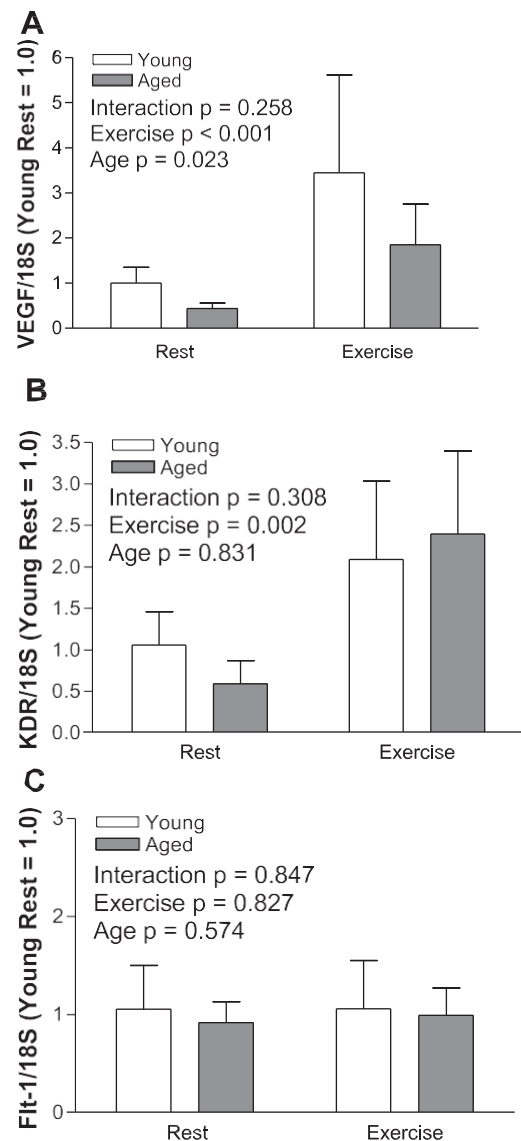 A
VEGF/18S (Young Rest = 1.0)
6
5
4
3
2
1
0
Young
Aged
Interaction p = 0.258
Exercise p < 0.001
Age p = 0.023
Rest
Exercise
B
KDR/18S (Young Rest = 1.0)
3.5
3.0
2.5
2.0
1.5
1.0
0.5
0.0
Young
Aged
Interaction p = 0.308
Exercise p = 0.002
Age p = 0.831
Rest
Exercise
C
Flt-1/18S (Young Rest = 1.0)
3
2
1
0
Young
Aged
Interaction p = 0.847
Exercise p = 0.827
Age p = 0.574
Rest
Exercise